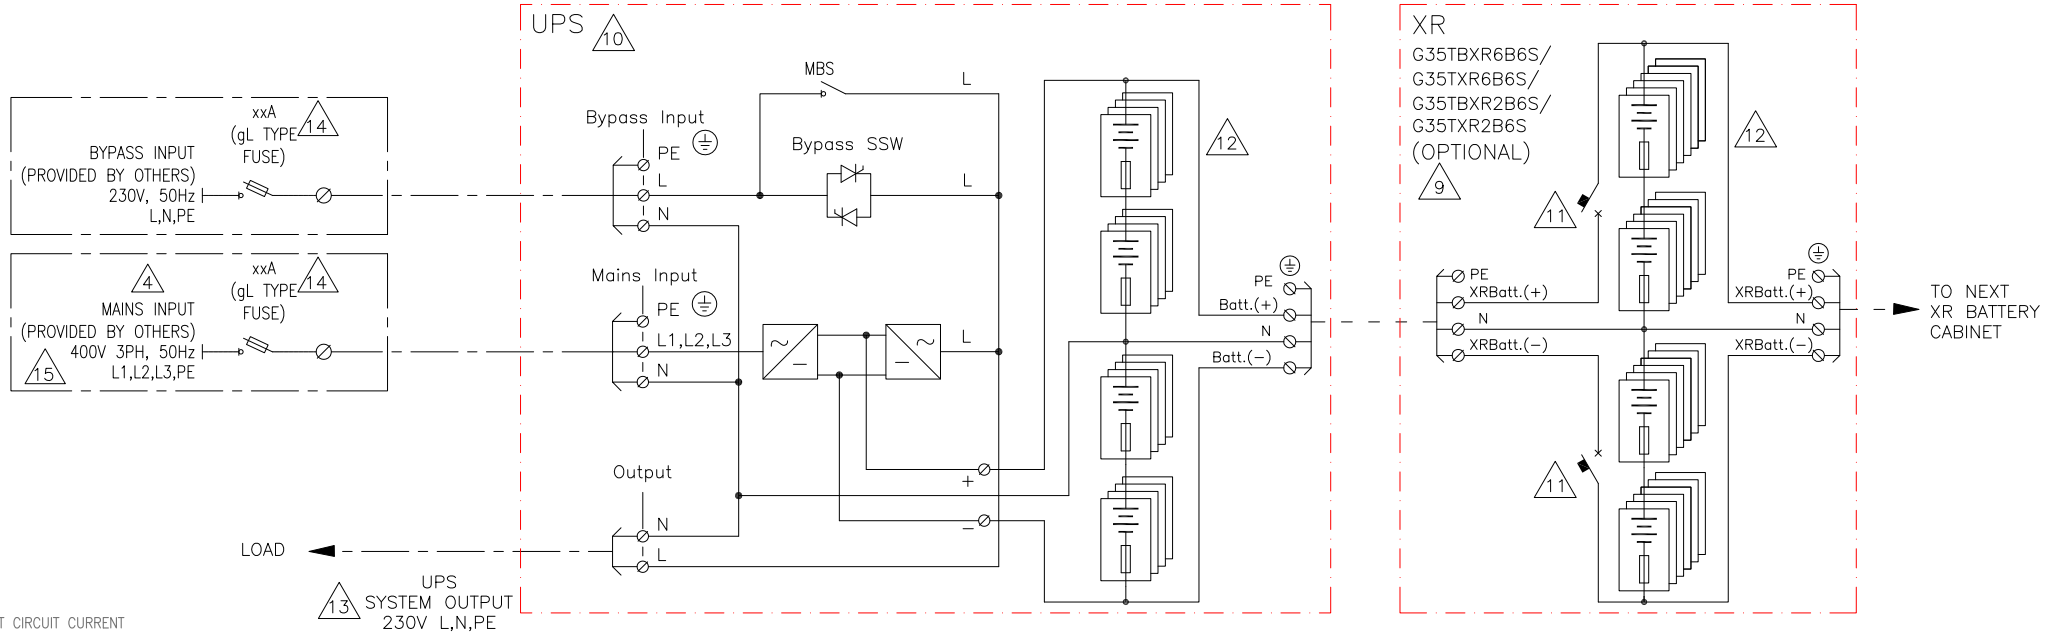 xxA
(gL TYPE
FUSE)
14
BYPASS INPUT
(PROVIDED BY OTHERS)
230V, 50Hz
L,N,PE
4
xxA
(gL TYPE
FUSE)
14
MAINS INPUT
(PROVIDED BY OTHERS)
400V 3PH, 50Hz
L1,L2,L3,PE
15
LOAD
13
UPS
SYSTEM OUTPUT
230V L,N,PE
T CIRCUIT CURRENT
UPS
10
MBS
L
Bypass Input
PE
L
N
Bypass SSW
L
Mains Input
PE
L1,L2,L3
N
L
Output
N
L
+
−
12
PE
Batt.(+)
N
Batt.(−)
XR
G35TBXR6B6S/
G35TXR6B6S/
G35TBXR2B6S/
G35TXR2B6S
(OPTIONAL)
9
11
12
PE
XRBatt.(+)
N
XRBatt.(−)
11
PE
XRBatt.(+)
N
XRBatt.(−)
TO NEXT
XR BATTERY
CABINET